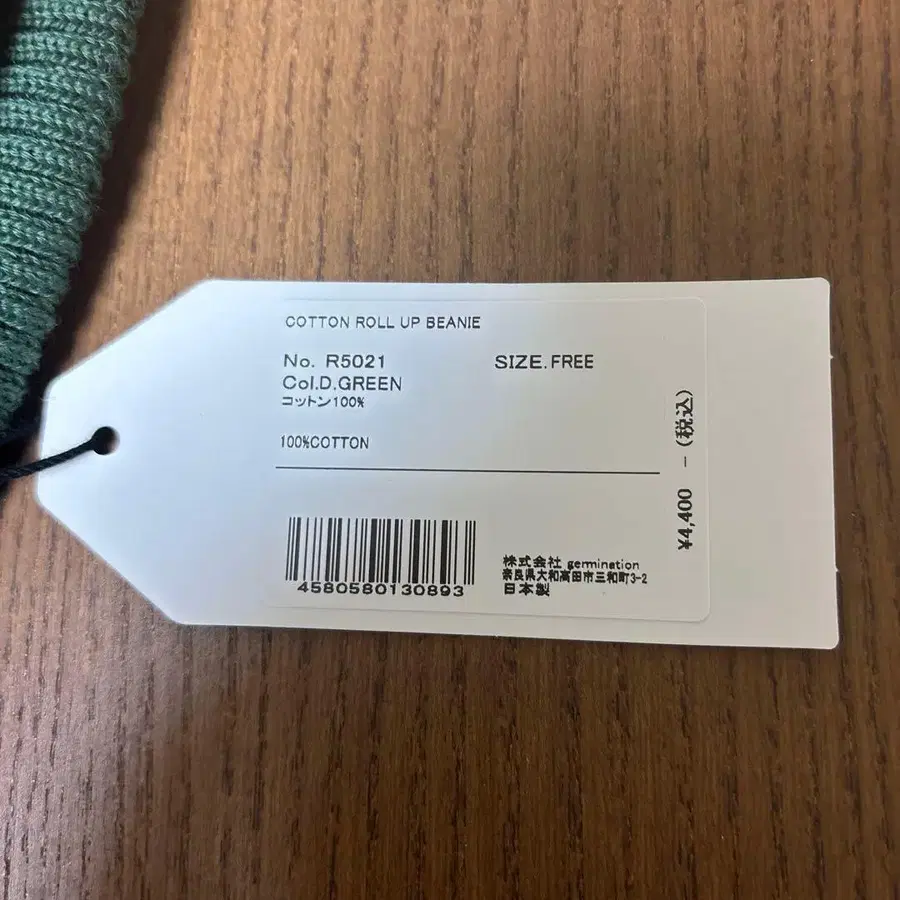 COTTON ROLL UP BEANIE
No. R5021 SIZE. FREE
Col.D.GREEN
コットン100%
100%COTTON
¥4,400 - (税込)
4580580130893
株式会社 germination
奈良県大和高田市三和町3-2
日本製